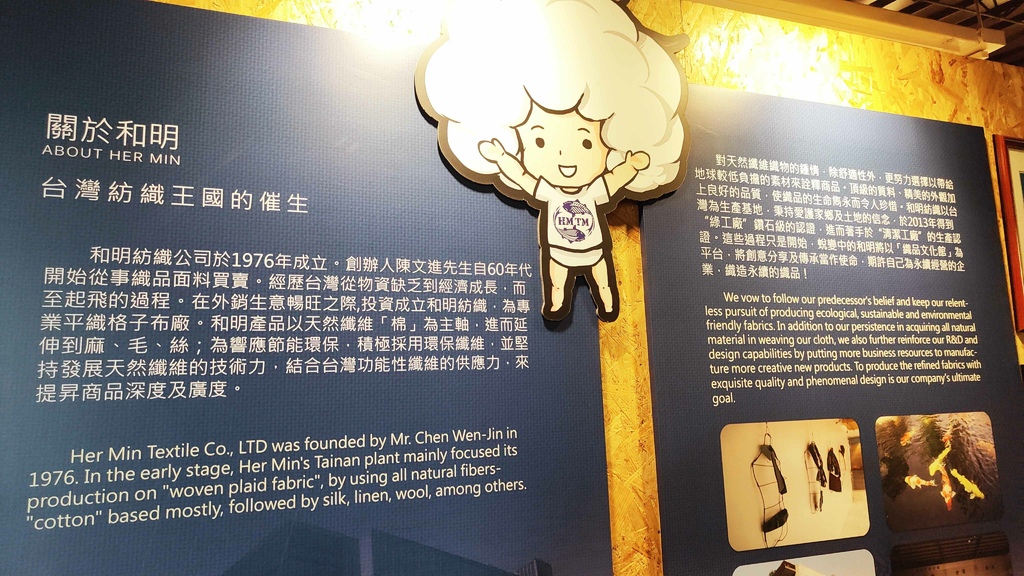 關於和明
ABOUT HER MIN
台灣紡織王國的催生
和明紡織公司於1976年成立。創辦人陳文進先生自60年代
開始從事織品面料買賣。經歷台灣從物資缺乏到經濟成長，而
至起飛的過程。在外銷生意暢旺之際,投資成立和明紡織，為專
業平織格子布廠。和明產品以天然纖維「棉」為主軸，進而延
伸到麻、毛、絲；為響應節能環保，積極採用環保纖維，並堅
持發展天然纖維的技術力，結合台灣功能性纖維的供應力，來
提昇商品深度及廣度。
Her Min Textile Co., LTD was founded by Mr. Chen Wen-Jin in
1976. In the early stage, Her Min's Tainan plant mainly focused its
production on "woven plaid fabric", by using all natural fibers-
"cotton" based mostly, followed by silk, linen, wool, among others.
HMTM
對天然纖維織物的鍾情，除舒適性外，更努力選擇以帶給
地球較低負擔的素材來詮釋商品，頂級的質料、精美的外觀加
上良好的品質，使織品的生命雋永而令人珍惜。和明紡織以台
灣為生產基地，秉持愛護家鄉及土地的信念，於2013年得到
“綠工廠”鑽石級的認證，進而著手於“清潔工廠”的生產認
證。這些過程只是開始，蛻變中的和明將以「織品文化館」為
平台，將創意分享及傳承當作使命，期許自己為永續經營的企
業，織造永續的織品！
We vow to follow our predecessor's belief and keep our relent-
less pursuit of producing ecological, sustainable and environmental
friendly fabrics. In addition to our persistence in acquiring all natural
material in weaving our cloth, we also further reinforce our R&D and
design capabilities by putting more business resources to manufac-
ture more creative new products. To produce the refined fabrics with
exquisite quality and phenomenal design is our company's ultimate
goal.